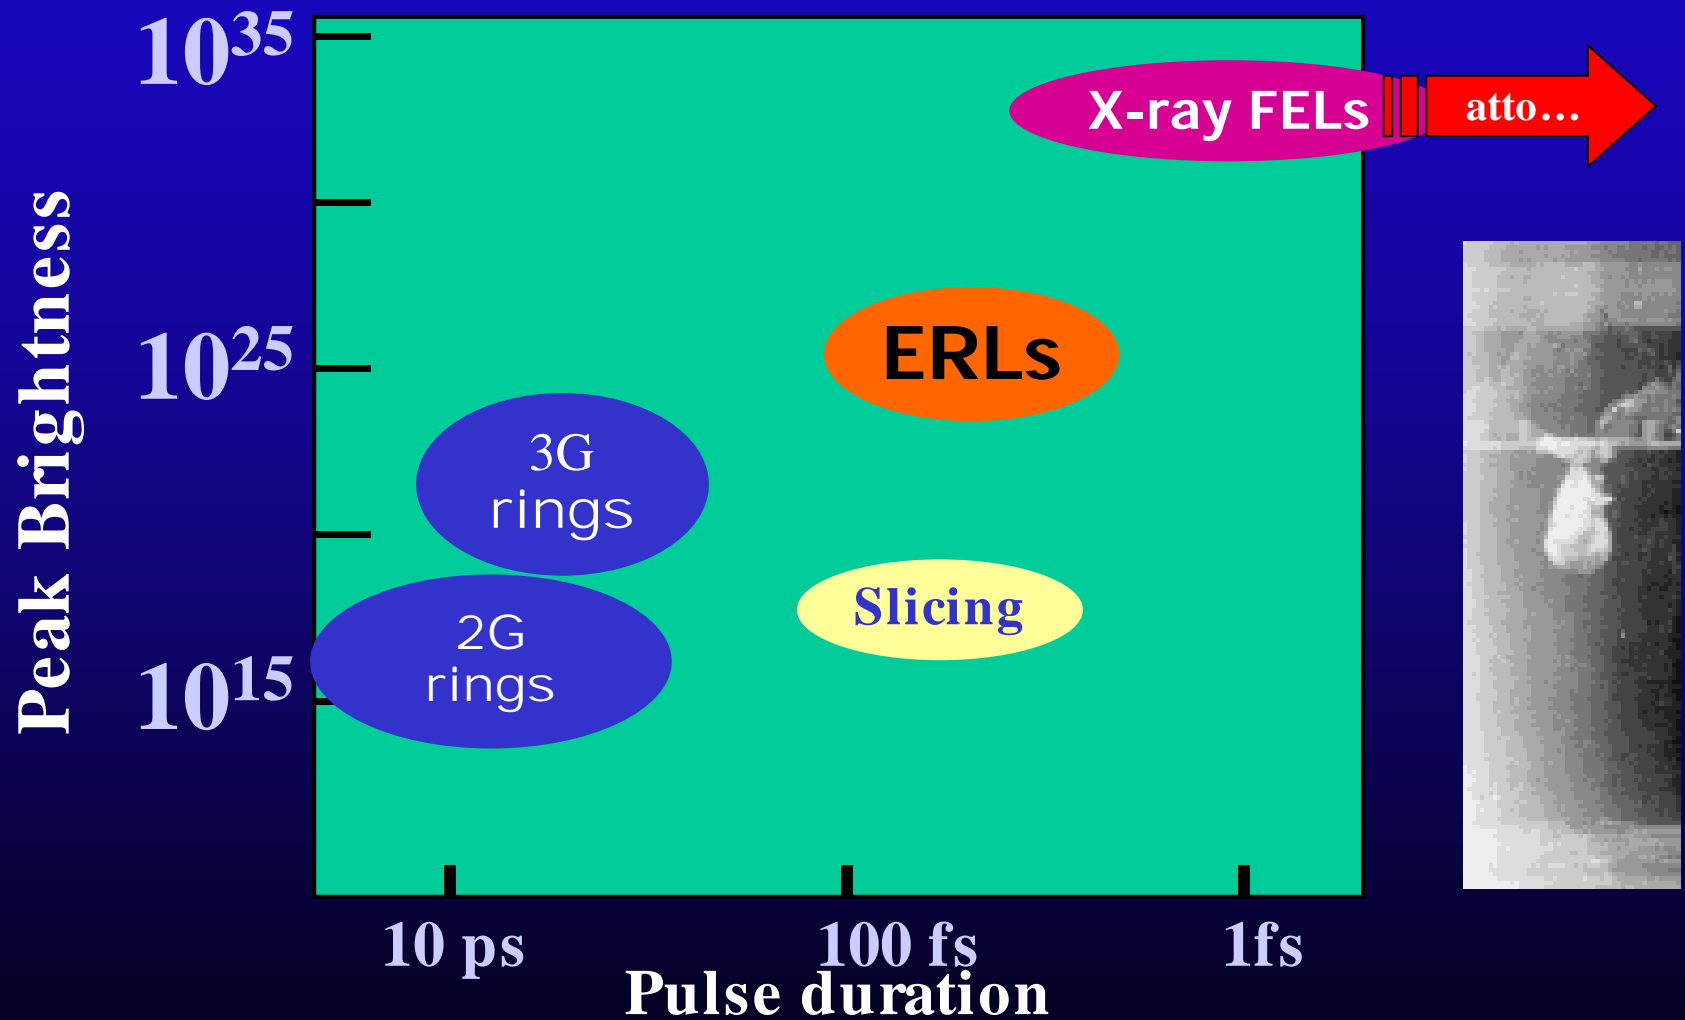 10³⁵
X-ray FELs
atto...
Peak Brightness
10²⁵
ERLs
3G
rings
Slicing
2G
rings
10¹⁵
10 ps
100 fs
1fs
Pulse duration